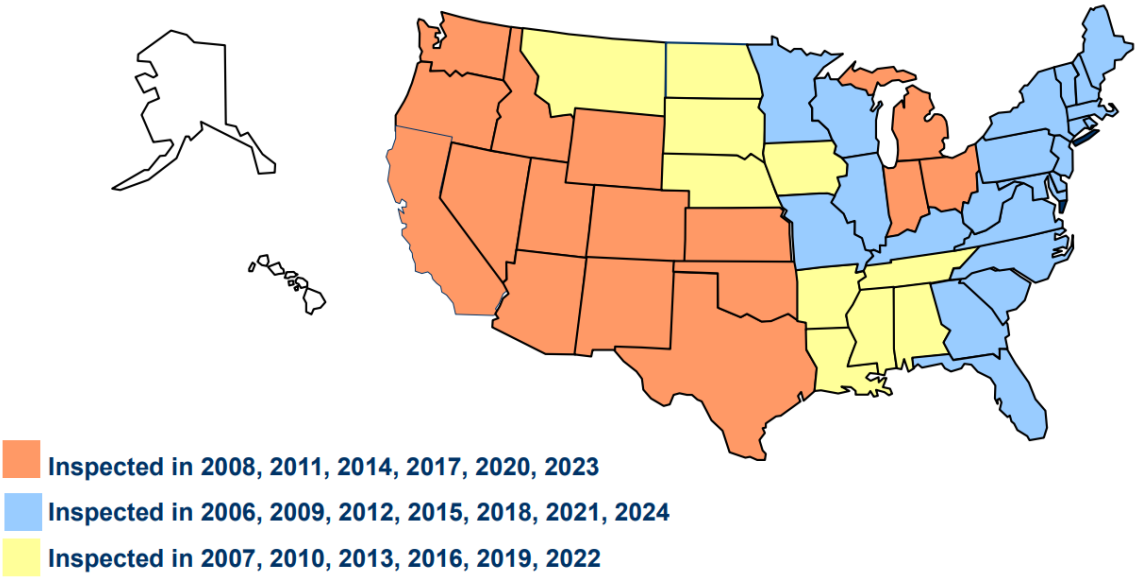 Inspected in 2008, 2011, 2014, 2017, 2020, 2023
Inspected in 2006, 2009, 2012, 2015, 2018, 2021, 2024
Inspected in 2007, 2010, 2013, 2016, 2019, 2022